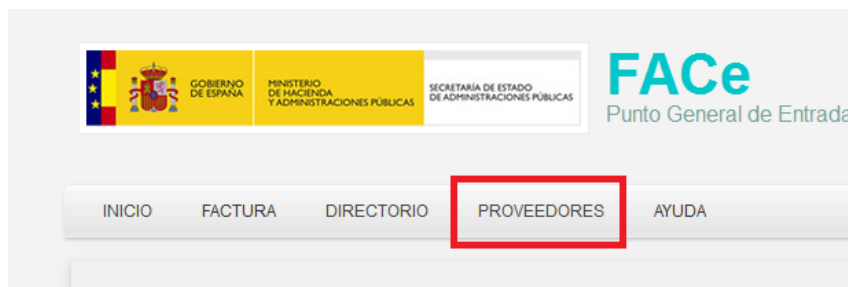 GOBIERNO
DE ESPAÑA
MINISTERIO
DE HACIENDA
Y ADMINISTRACIONES PÚBLICAS
SECRETARÍA DE ESTADO
DE ADMINISTRACIONES PÚBLICAS
FACe
Punto General de Entrada
INICIO FACTURA DIRECTORIO PROVEEDORES AYUDA